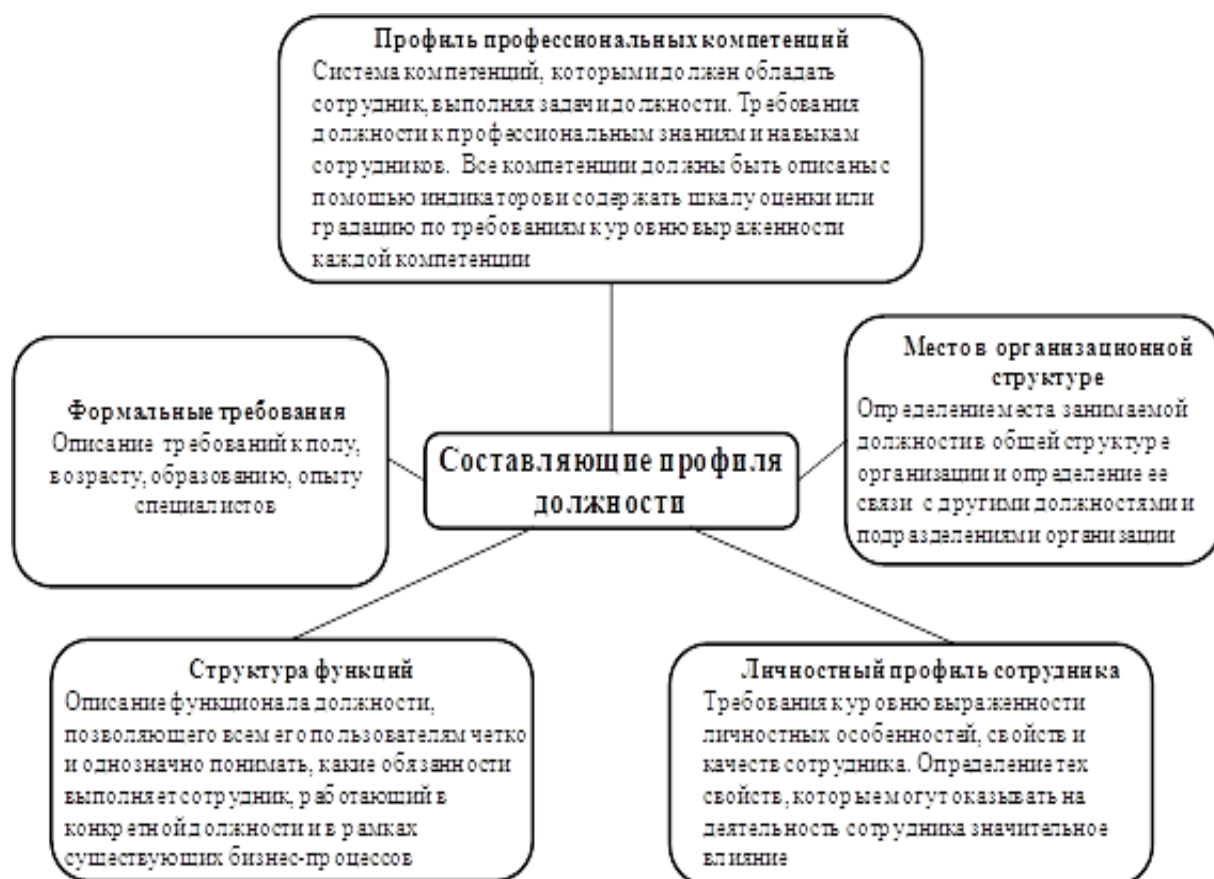 Профиль профессиональных компетенций
Система компетенций, которыми должен обладать
сотрудник, выполняя задачи должности. Требования
должности к профессиональным знаниям и навыкам
сотрудников. Все компетенции должны быть описаны с
помощью индикаторов и содержать шкалу оценки или
градацию по требованиям к уровню выраженности
каждой компетенции
Формальные требования
Описание требований к полу,
возрасту, образованию, опыту
специалистов
Составляющие профиля
должности
Место в организационной
структуре
Определение места занимаемой
должности в общей структуре
организации и определение ее
связи с другими должностями и
подразделениями организации
Структура функций
Описание функционала должности,
позволяющего всем его пользователям четко
и однозначно понимать, какие обязанности
выполняет сотрудник, работающий в
конкретной должности и в рамках
существующих бизнес-процессов
Личностный профиль сотрудника
Требования к уровню выраженности
личностных особенностей, свойств и
качеств сотрудника. Определение тех
свойств, которые могут оказывать на
деятельность сотрудника значительное
влияние